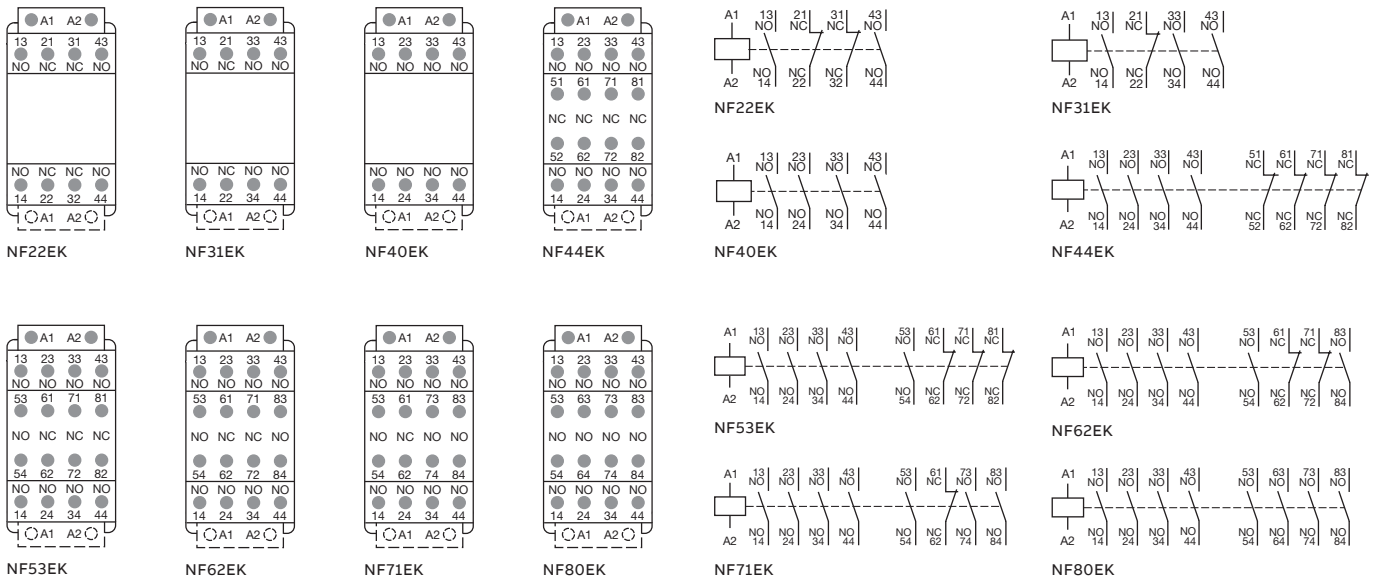 A1 A2
13 21 31 43
NO NC NC NO
NO NC NC NO
14 22 32 44
A1 A2
NF22EK
A1 A2
13 21 33 43
NO NC NO NO
NO NC NO NO
14 22 34 44
A1 A2
NF31EK
A1 A2
13 23 33 43
NO NO NO NO
NO NO NO NO
14 24 34 44
A1 A2
NF40EK
A1 A2
13 23 33 43
NO NO NO NO
51 61 71 81
NC NC NC NC
52 62 72 82
NO NO NO NO
14 24 34 44
A1 A2
NF44EK
A1 13 21 31 43
NO NC NC NO
NO NC NC NO
A2 14 22 32 44
NF22EK
A1 13 21 33 43
NO NC NO NO
NO NC NO NO
A2 14 22 34 44
NF31EK
A1 13 23 33 43
NO NO NO NO
NO NO NO NO
A2 14 24 34 44
NF40EK
A1 13 23 33 43 51 61 71 81
NO NO NO NO NC NC NC NC
NO NO NO NO NC NC NC NC
A2 14 24 34 44 52 62 72 82
NF44EK
A1 A2
13 23 33 43
NO NO NO NO
53 61 71 81
NO NC NC NC
54 62 72 82
NO NO NO NO
14 24 34 44
A1 A2
NF53EK
A1 A2
13 23 33 43
NO NO NO NO
53 61 71 83
NO NC NC NO
54 62 72 84
NO NO NO NO
14 24 34 44
A1 A2
NF62EK
A1 A2
13 23 33 43
NO NO NO NO
53 61 73 83
NO NC NO NO
54 62 74 84
NO NO NO NO
14 24 34 44
A1 A2
NF71EK
A1 A2
13 23 33 43
NO NO NO NO
53 63 73 83
NO NO NO NO
54 64 74 84
NO NO NO NO
14 24 34 44
A1 A2
NF80EK
A1 13 23 33 43 53 61 71 81
NO NO NO NO NO NC NC NC
NO NO NO NO NO NC NC NC
A2 14 24 34 44 54 62 72 82
NF53EK
A1 13 23 33 43 53 61 71 83
NO NO NO NO NO NC NC NO
NO NO NO NO NO NC NC NO
A2 14 24 34 44 54 62 72 84
NF62EK
A1 13 23 33 43 53 61 73 83
NO NO NO NO NO NC NO NO
NO NO NO NO NO NC NO NO
A2 14 24 34 44 54 62 74 84
NF71EK
A1 13 23 33 43 53 63 73 83
NO NO NO NO NO NO NO NO
NO NO NO NO NO NO NO NO
A2 14 24 34 44 54 64 74 84
NF80EK